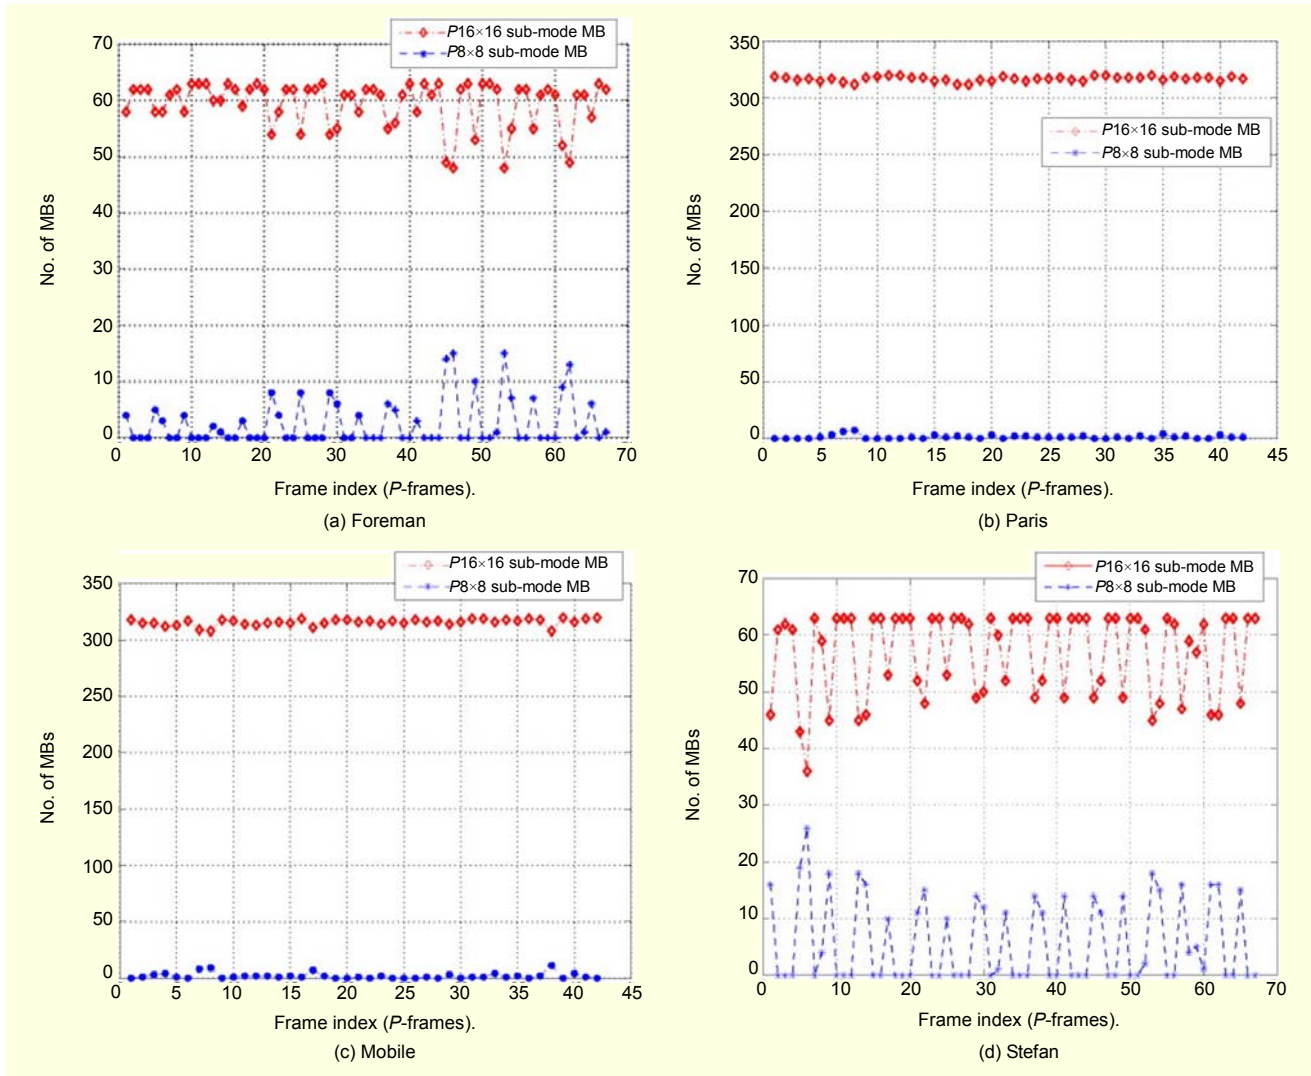 P16×16 sub-mode MB
P8×8 sub-mode MB
No. of MBs
70
60
50
40
30
20
10
0
0 10 20 30 40 50 60 70
Frame index (P-frames).
(a) Foreman
P16×16 sub-mode MB
P8×8 sub-mode MB
No. of MBs
350
300
250
200
150
100
50
0
0 5 10 15 20 25 30 35 40 45
Frame index (P-frames).
(b) Paris
P16×16 sub-mode MB
P8×8 sub-mode MB
No. of MBs
350
300
250
200
150
100
50
0
0 5 10 15 20 25 30 35 40 45
Frame index (P-frames).
(c) Mobile
P16×16 sub-mode MB
P8×8 sub-mode MB
No. of MBs
70
60
50
40
30
20
10
0
0 10 20 30 40 50 60 70
Frame index (P-frames).
(d) Stefan